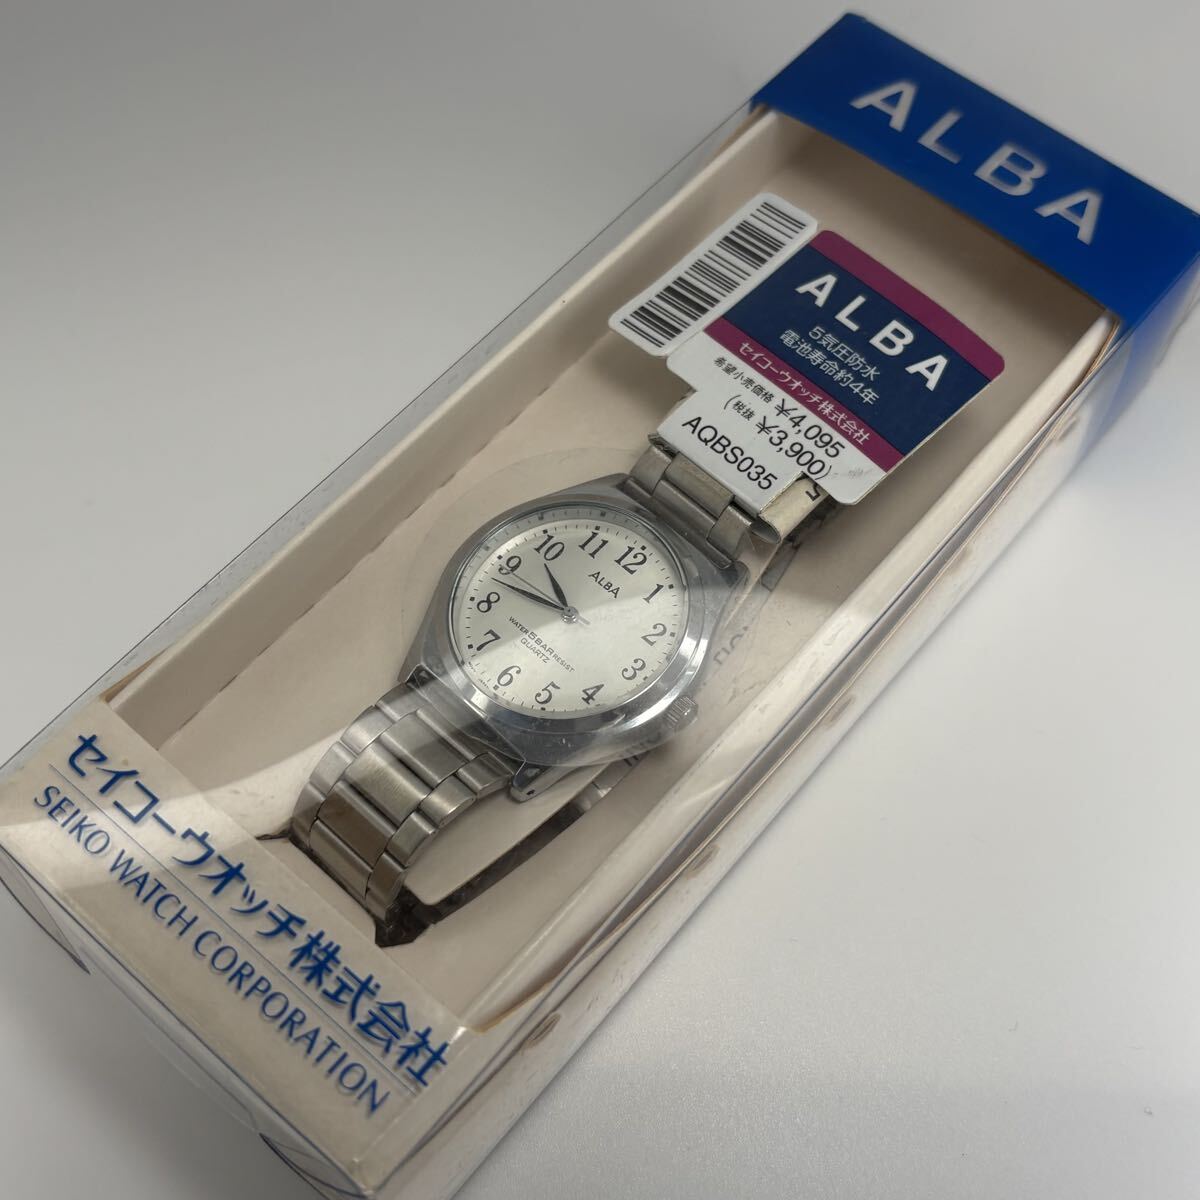 ALBA
ALBA
5気圧防水
電池寿命約4年
セイコーウオッチ株式会社
希望小売価格 ¥4,095
(税抜 ¥3,900)
AQBS035
11 12 1 2 3 4 5 6 7 8 9 10
ALBA
WATER 5BAR RESIST
QUARTZ
セイコーウオッチ株式会社
SEIKO WATCH CORPORATION